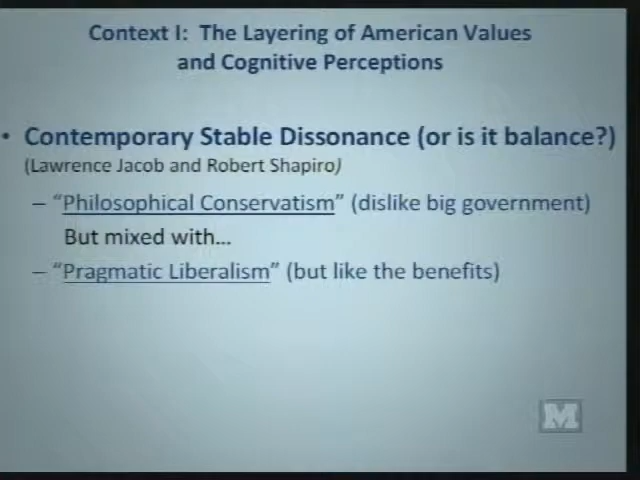 Context I: The Layering of American Values
and Cognitive Perceptions
• Contemporary Stable Dissonance (or is it balance?)
(Lawrence Jacob and Robert Shapiro)
– “Philosophical Conservatism” (dislike big government)
But mixed with...
– “Pragmatic Liberalism” (but like the benefits)
M